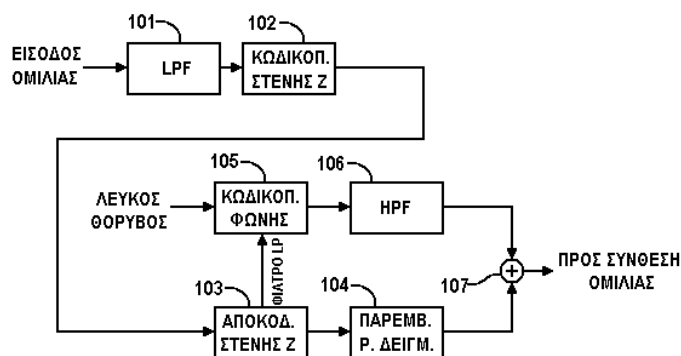 101
102
ΕΙΣΟΔΟΣ
ΟΜΙΛΙΑΣ
LPF
ΚΩΔΙΚΟΠ.
ΣΤΕΝΗΣ Ζ
105
106
ΛΕΥΚΟΣ
ΘΟΡΥΒΟΣ
ΚΩΔΙΚΟΠ.
ΦΩΝΗΣ
HPF
ΦΙΛΤΡΟ LP
107
ΠΡΟΣ ΣΥΝΘΕΣΗ
ΟΜΙΛΙΑΣ
103
104
ΑΠΟΚΩΔ.
ΣΤΕΝΗΣ Ζ
ΠΑΡΕΜΒ.
Ρ. ΔΕΙΓΜ.